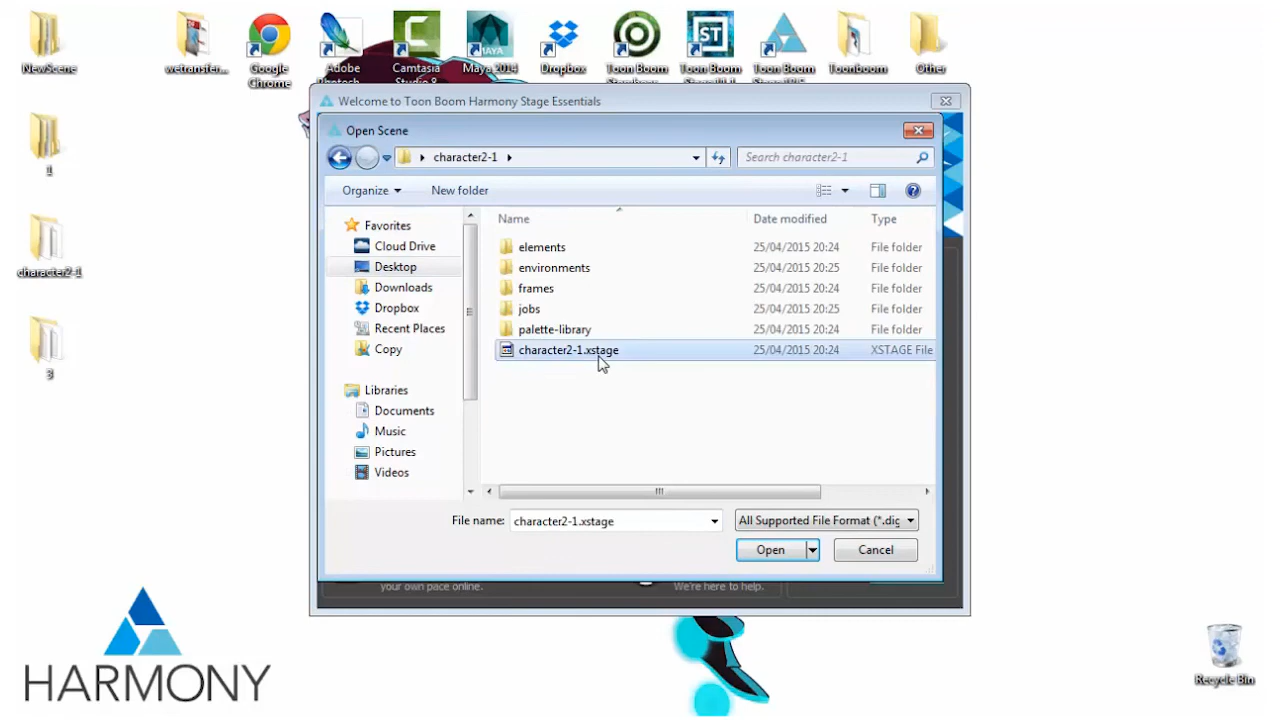 NewScene
wetransfer...
Google
Chrome
Adobe
Photosh...
Camtasia
Studio 8
Maya 2014
Dropbox
Toon Boom
Toon Boom
Toon Boom
Toonboom
Other
1
character2-1
3
Welcome to Toon Boom Harmony Stage Essentials
Open Scene
character2-1
Search character2-1
Organize
New folder
Favorites
Cloud Drive
Desktop
Downloads
Dropbox
Recent Places
Copy
Libraries
Documents
Music
Pictures
Videos
Name Date modified Type
elements 25/04/2015 20:24 File folder
environments 25/04/2015 20:25 File folder
frames 25/04/2015 20:24 File folder
jobs 25/04/2015 20:25 File folder
palette-library 25/04/2015 20:24 File folder
character2-1.xstage 25/04/2015 20:24 XSTAGE File
File name: character2-1.xstage
All Supported File Format (*.dig
Open
Cancel
your own pace online.
We're here to help.
HARMONY
Recycle Bin